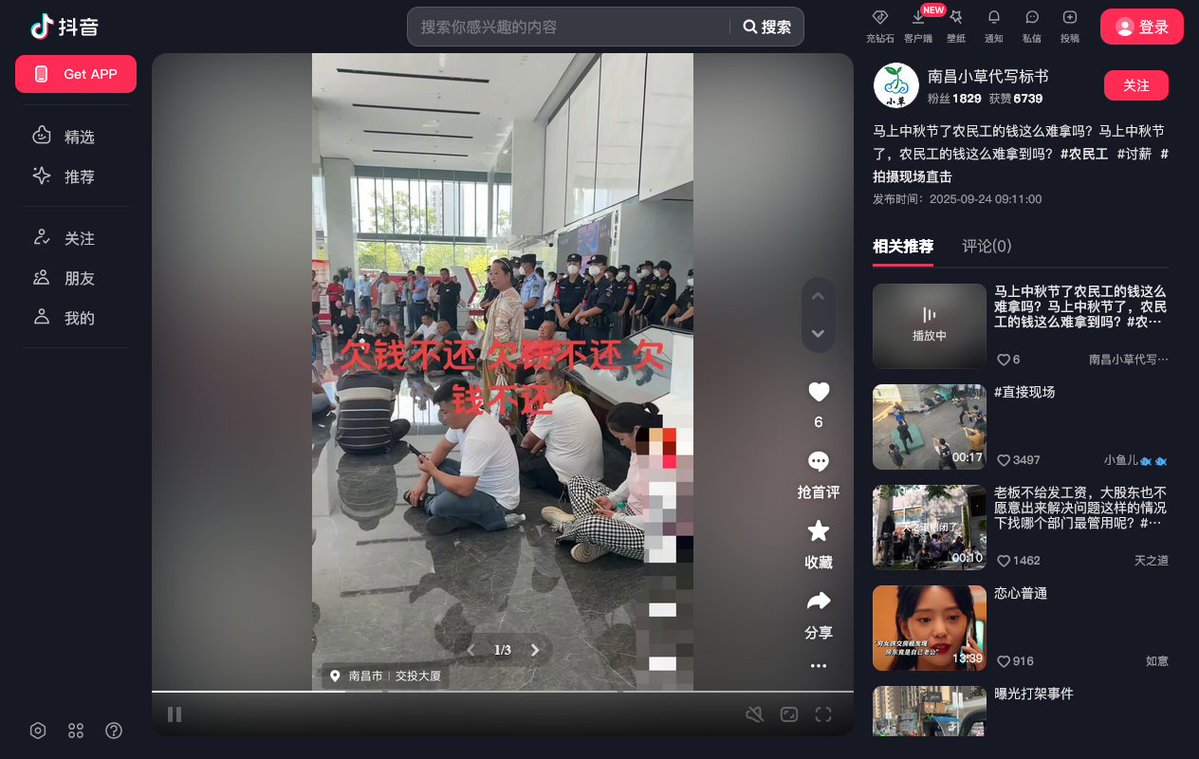 抖音
搜索你感兴趣的内容
搜索
NEW
充钻石
客户端
壁纸
通知
私信
投稿
登录
Get APP
精选
推荐
关注
朋友
我的
欠钱不还 欠钱不还 欠
钱不还
6
抢首评
收藏
分享
1/3
南昌市 | 交投大厦
南昌小草代写标书
粉丝 1829 获赞 6739
关注
小草
马上中秋节了农民工的钱这么难拿吗？马上中秋节
了，农民工的钱这么难拿到吗？ #农民工 #讨薪 #
拍摄现场直击
发布时间：2025-09-24 09:11:00
相关推荐
评论(0)
播放中
马上中秋节了农民工的钱这么
难拿吗？马上中秋节了，农民
工的钱这么难拿到吗？#农…
6
南昌小草代写…
00:17
#直接现场
3497
小鱼儿
00:10
老板不给发工资，大股东也不
愿意出来解决问题这样的情况
下找哪个部门最管用呢？#…
1462
天之道
13:39
恋心普通
916
如意
曝光打架事件